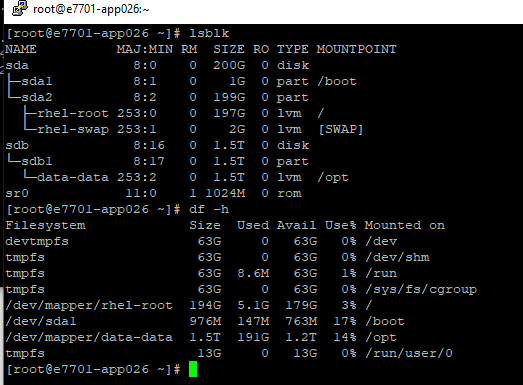 root@e7701-app026:~
[root@e7701-app026 ~]# lsblk
NAME MAJ:MIN RM SIZE RO TYPE MOUNTPOINT
sda 8:0 0 200G 0 disk
├─sda1 8:1 0 1G 0 part /boot
└─sda2 8:2 0 199G 0 part
├─rhel-root 253:0 0 197G 0 lvm /
└─rhel-swap 253:1 0 2G 0 lvm [SWAP]
sdb 8:16 0 1.5T 0 disk
└─sdb1 8:17 0 1.5T 0 part
└─data-data 253:2 0 1.5T 0 lvm /opt
sr0 11:0 1 1024M 0 rom
[root@e7701-app026 ~]# df -h
Filesystem Size Used Avail Use% Mounted on
devtmpfs 63G 0 63G 0% /dev
tmpfs 63G 0 63G 0% /dev/shm
tmpfs 63G 8.6M 63G 1% /run
tmpfs 63G 0 63G 0% /sys/fs/cgroup
/dev/mapper/rhel-root 194G 5.1G 179G 3% /
/dev/sda1 976M 147M 763M 17% /boot
/dev/mapper/data-data 1.5T 191G 1.2T 14% /opt
tmpfs 13G 0 13G 0% /run/user/0
[root@e7701-app026 ~]#